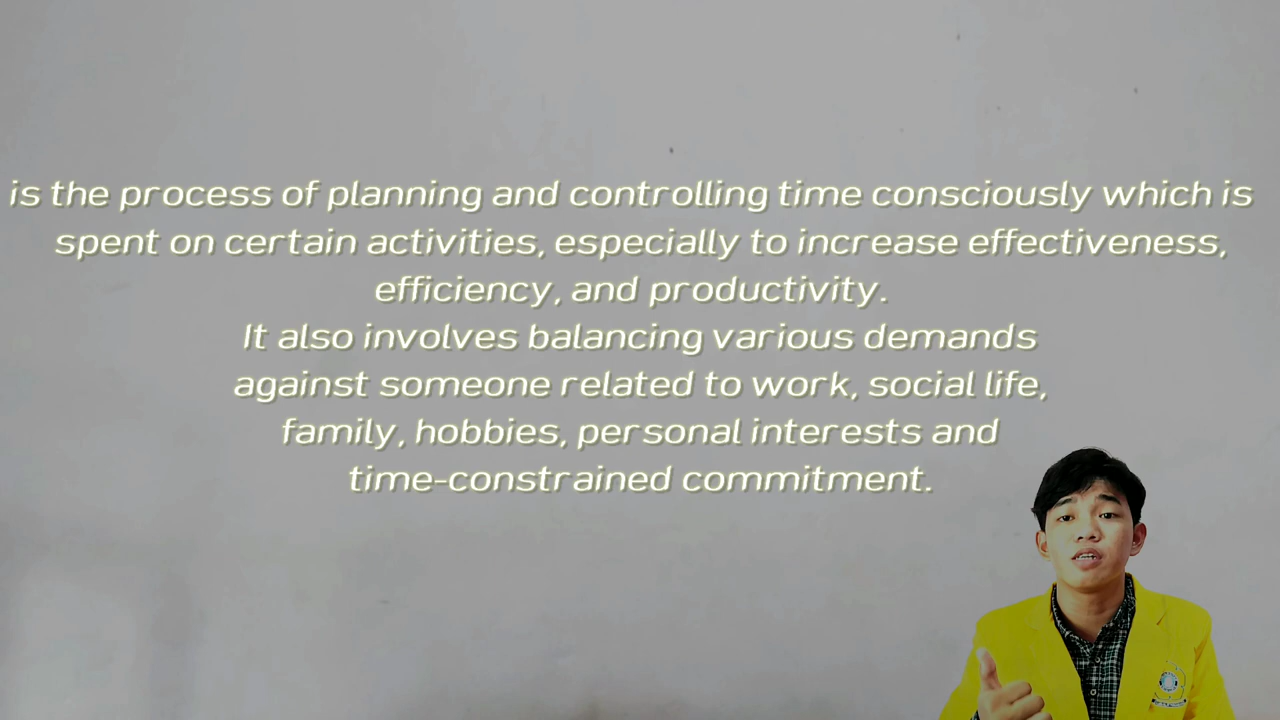 is the process of planning and controlling time consciously which is
spent on certain activities, especially to increase effectiveness,
efficiency, and productivity.
It also involves balancing various demands
against someone related to work, social life,
family, hobbies, personal interests and
time-constrained commitment.